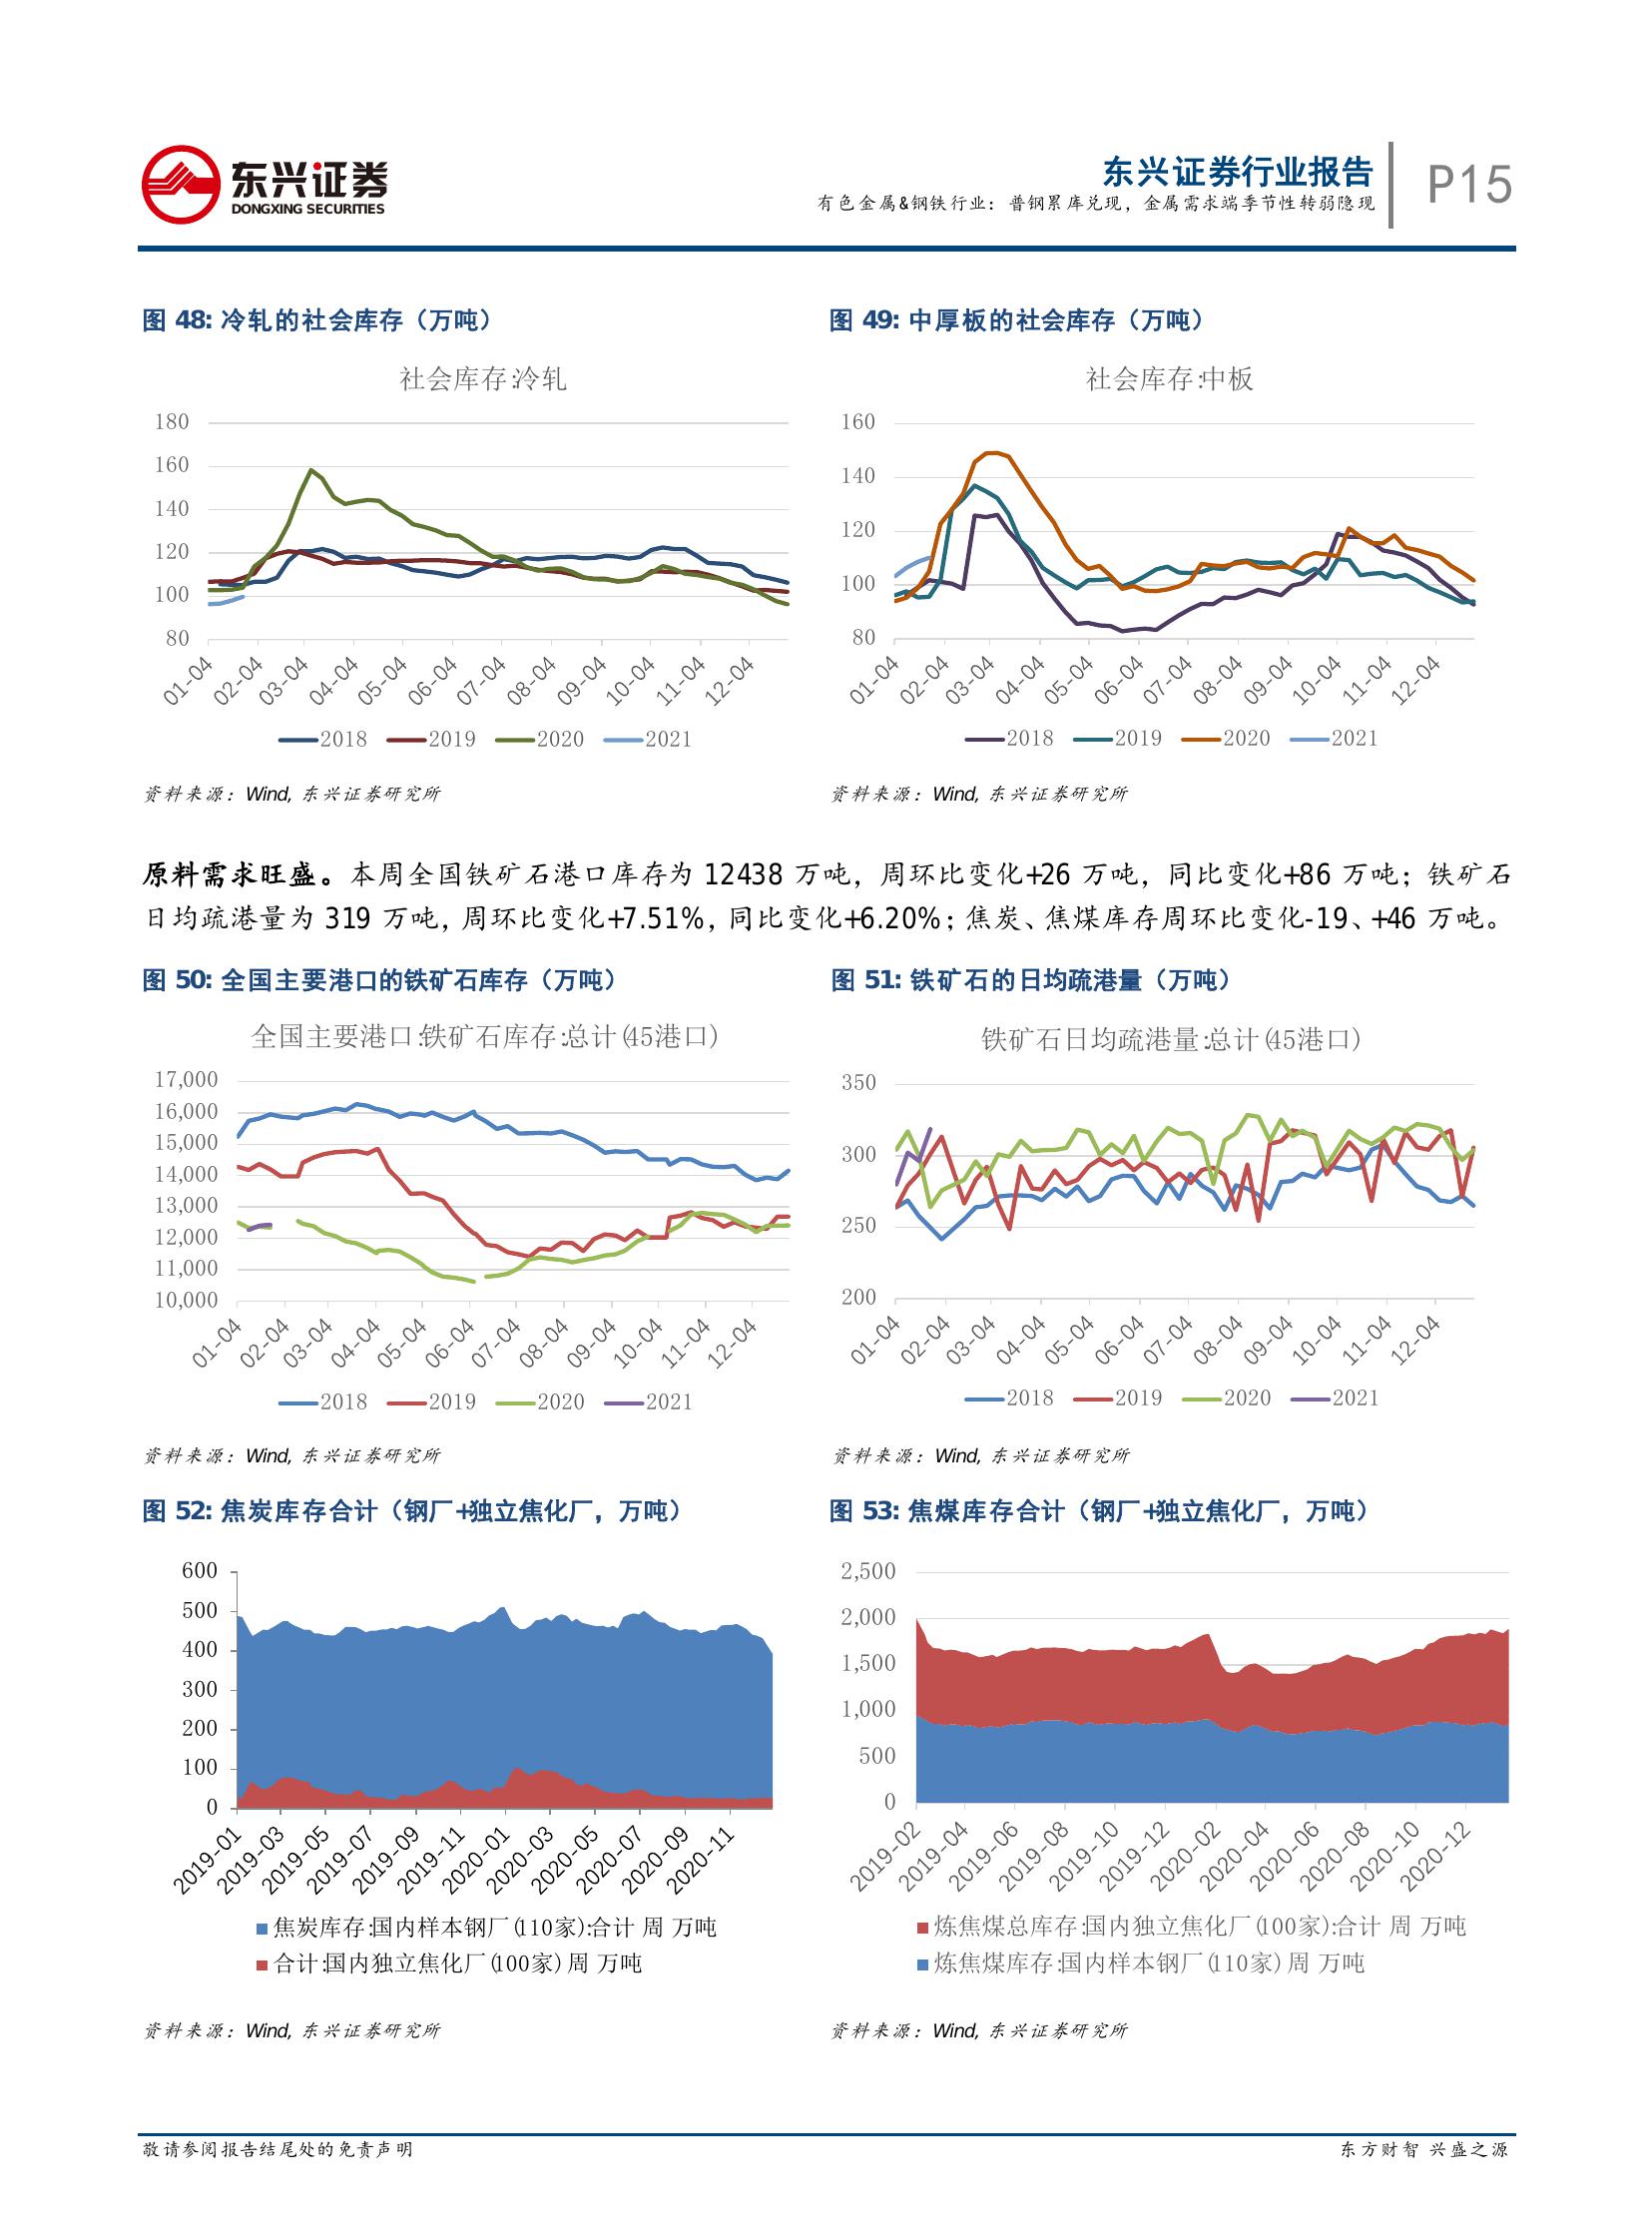 东兴证券
DONGXING SECURITIES
东兴证券行业报告
有色金属&钢铁行业：普钢累库兑现，金属需求端季节性转弱隐现
P15
图 48: 冷轧的社会库存（万吨）
社会库存:冷轧
180
160
140
120
100
80
01-04 02-04 03-04 04-04 05-04 06-04 07-04 08-04 09-04 10-04 11-04 12-04
2018 2019 2020 2021
资料来源：Wind, 东兴证券研究所
图 49: 中厚板的社会库存（万吨）
社会库存:中板
160
140
120
100
80
01-04 02-04 03-04 04-04 05-04 06-04 07-04 08-04 09-04 10-04 11-04 12-04
2018 2019 2020 2021
资料来源：Wind, 东兴证券研究所
原料需求旺盛。本周全国铁矿石港口库存为 12438 万吨，周环比变化+26 万吨，同比变化+86 万吨；铁矿石
日均疏港量为 319 万吨，周环比变化+7.51%，同比变化+6.20%；焦炭、焦煤库存周环比变化-19、+46 万吨。
图 50: 全国主要港口的铁矿石库存（万吨）
全国主要港口:铁矿石库存:总计(45港口)
17,000
16,000
15,000
14,000
13,000
12,000
11,000
10,000
01-04 02-04 03-04 04-04 05-04 06-04 07-04 08-04 09-04 10-04 11-04 12-04
2018 2019 2020 2021
资料来源：Wind, 东兴证券研究所
图 51: 铁矿石的日均疏港量（万吨）
铁矿石日均疏港量:总计(45港口)
350
300
250
200
01-04 02-04 03-04 04-04 05-04 06-04 07-04 08-04 09-04 10-04 11-04 12-04
2018 2019 2020 2021
资料来源：Wind, 东兴证券研究所
图 52: 焦炭库存合计（钢厂+独立焦化厂，万吨）
600
500
400
300
200
100
0
2019-01 2019-03 2019-05 2019-07 2019-09 2019-11 2020-01 2020-03 2020-05 2020-07 2020-09 2020-11
焦炭库存:国内样本钢厂(110家):合计 周 万吨
合计:国内独立焦化厂(100家) 周 万吨
资料来源：Wind, 东兴证券研究所
图 53: 焦煤库存合计（钢厂+独立焦化厂，万吨）
2,500
2,000
1,500
1,000
500
0
2019-02 2019-04 2019-06 2019-08 2019-10 2019-12 2020-02 2020-04 2020-06 2020-08 2020-10 2020-12
炼焦煤总库存:国内独立焦化厂(100家):合计 周 万吨
炼焦煤库存:国内样本钢厂(110家) 周 万吨
资料来源：Wind, 东兴证券研究所
敬请参阅报告结尾处的免责声明
东方财智 兴盛之源